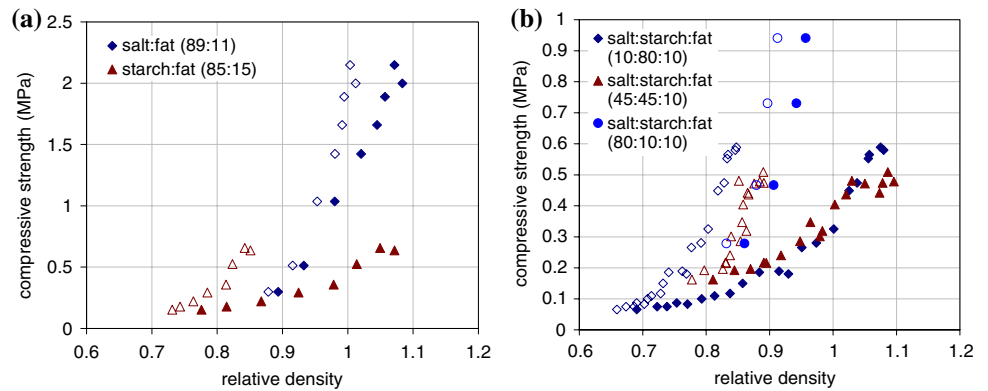 (a)
2.5
2
1.5
1
0.5
0
compressive strength (MPa)
salt:fat (89:11)
starch:fat (85:15)
0.6 0.7 0.8 0.9 1 1.1 1.2
relative density
(b)
1
0.9
0.8
0.7
0.6
0.5
0.4
0.3
0.2
0.1
0
compressive strength (MPa)
salt:starch:fat
(10:80:10)
salt:starch:fat
(45:45:10)
salt:starch:fat
(80:10:10)
0.6 0.7 0.8 0.9 1 1.1 1.2
relative density